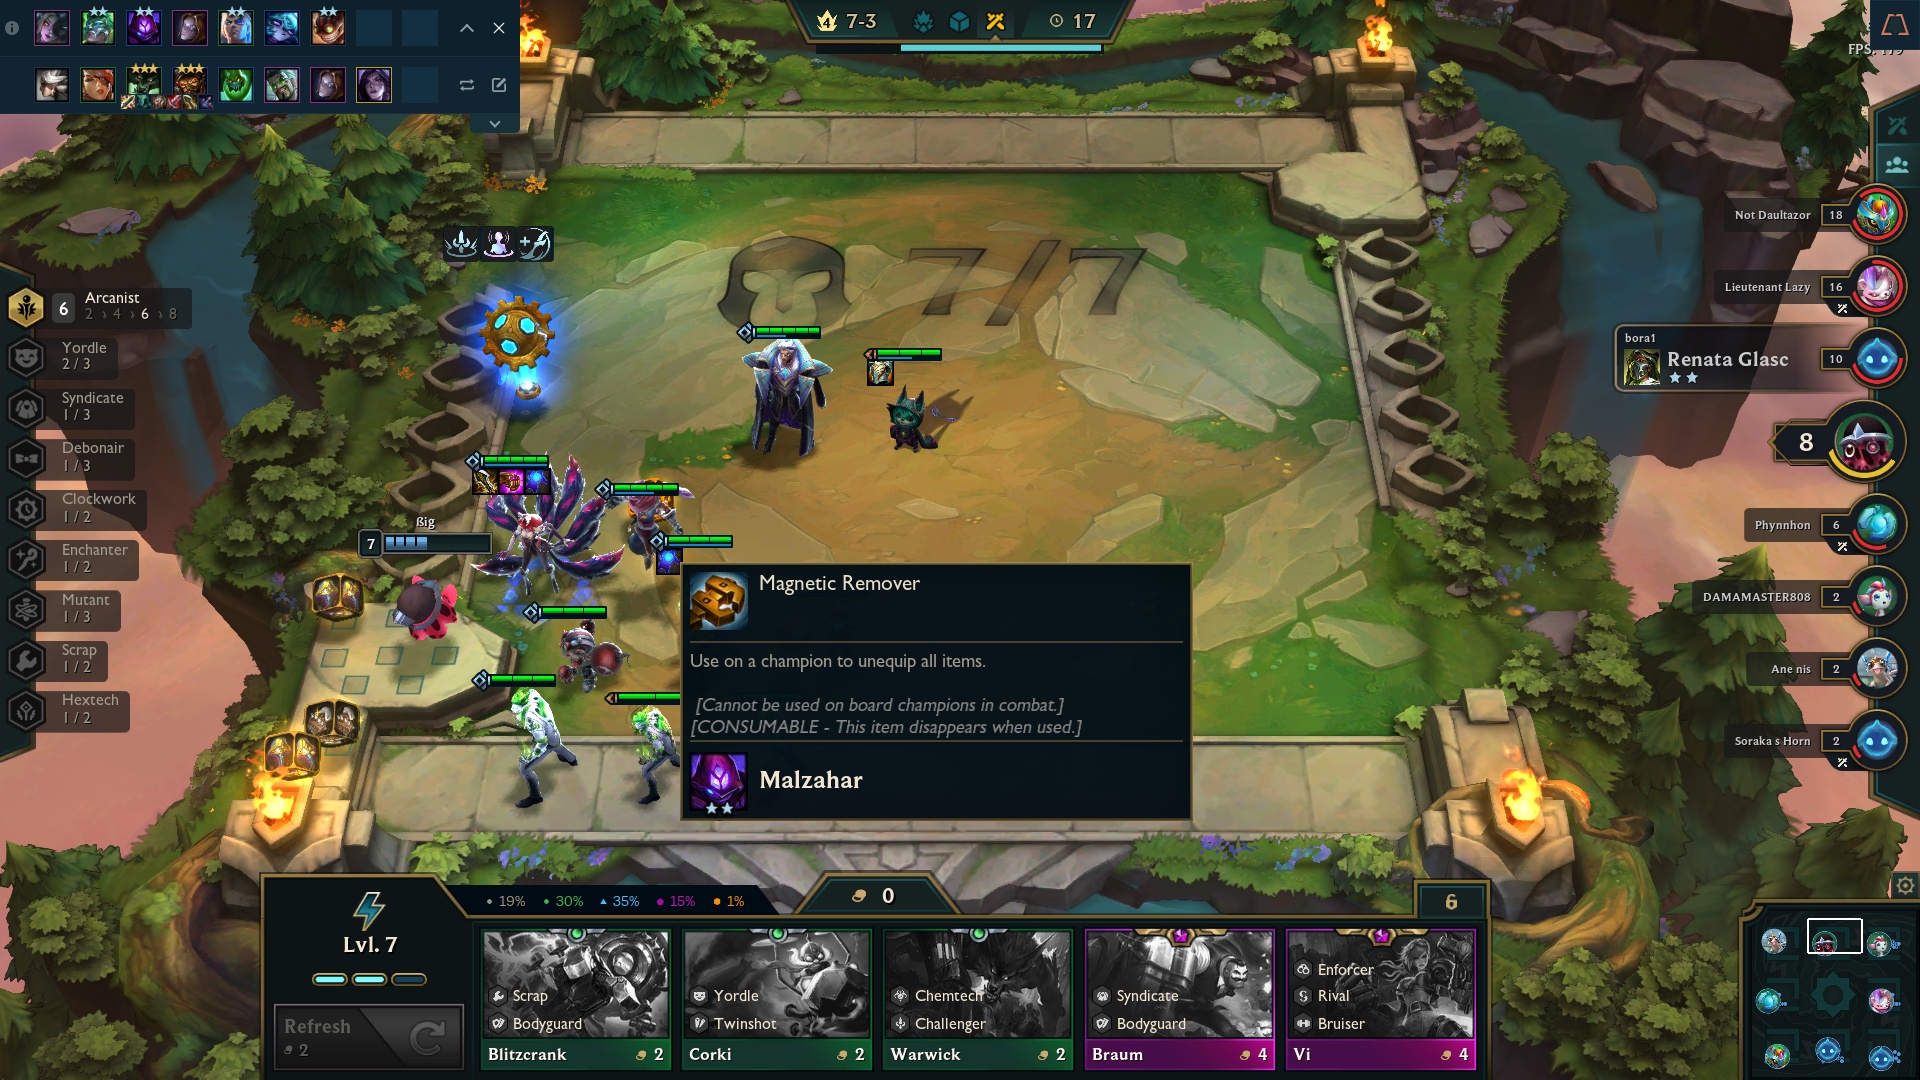 7-3
17
FPS:
7/7
6
Arcanist
2 › 4 › 6 › 8
Yordle
2 / 3
Syndicate
1 / 3
Debonair
1 / 3
Clockwork
1 / 2
Enchanter
1 / 2
Mutant
1 / 3
Scrap
1 / 2
Hextech
1 / 2
ßig
7
Not Daultazor
18
Lieutenant Lazy
16
bora1
Renata Glasc
10
8
Phynnhon
6
DAMAMASTER808
2
Ane nis
2
Soraka s Horn
2
Magnetic Remover
Use on a champion to unequip all items.
[Cannot be used on board champions in combat.]
[CONSUMABLE - This item disappears when used.]
Malzahar
19%
30%
35%
15%
1%
0
6
Lvl. 7
Refresh
2
Scrap
Bodyguard
Blitzcrank
2
Yordle
Twinshot
Corki
2
Chemtech
Challenger
Warwick
2
Syndicate
Bodyguard
Braum
4
Enforcer
Rival
Bruiser
Vi
4